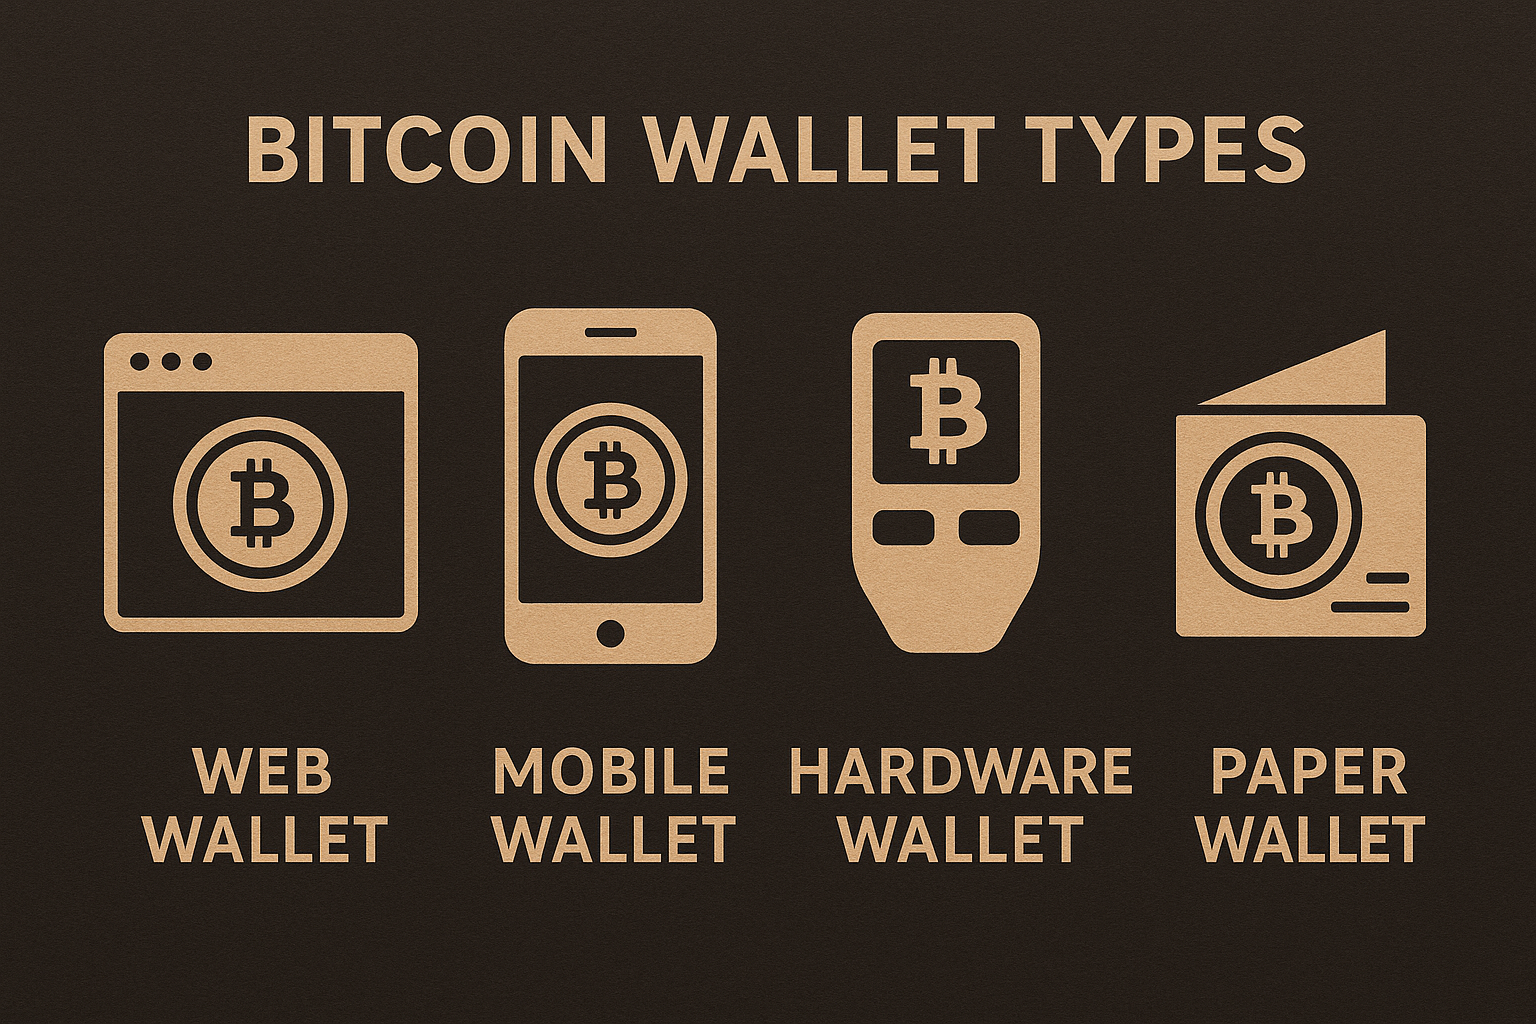 BITCOIN WALLET TYPES
WEB
WALLET
MOBILE
WALLET
HARDWARE
WALLET
PAPER
WALLET